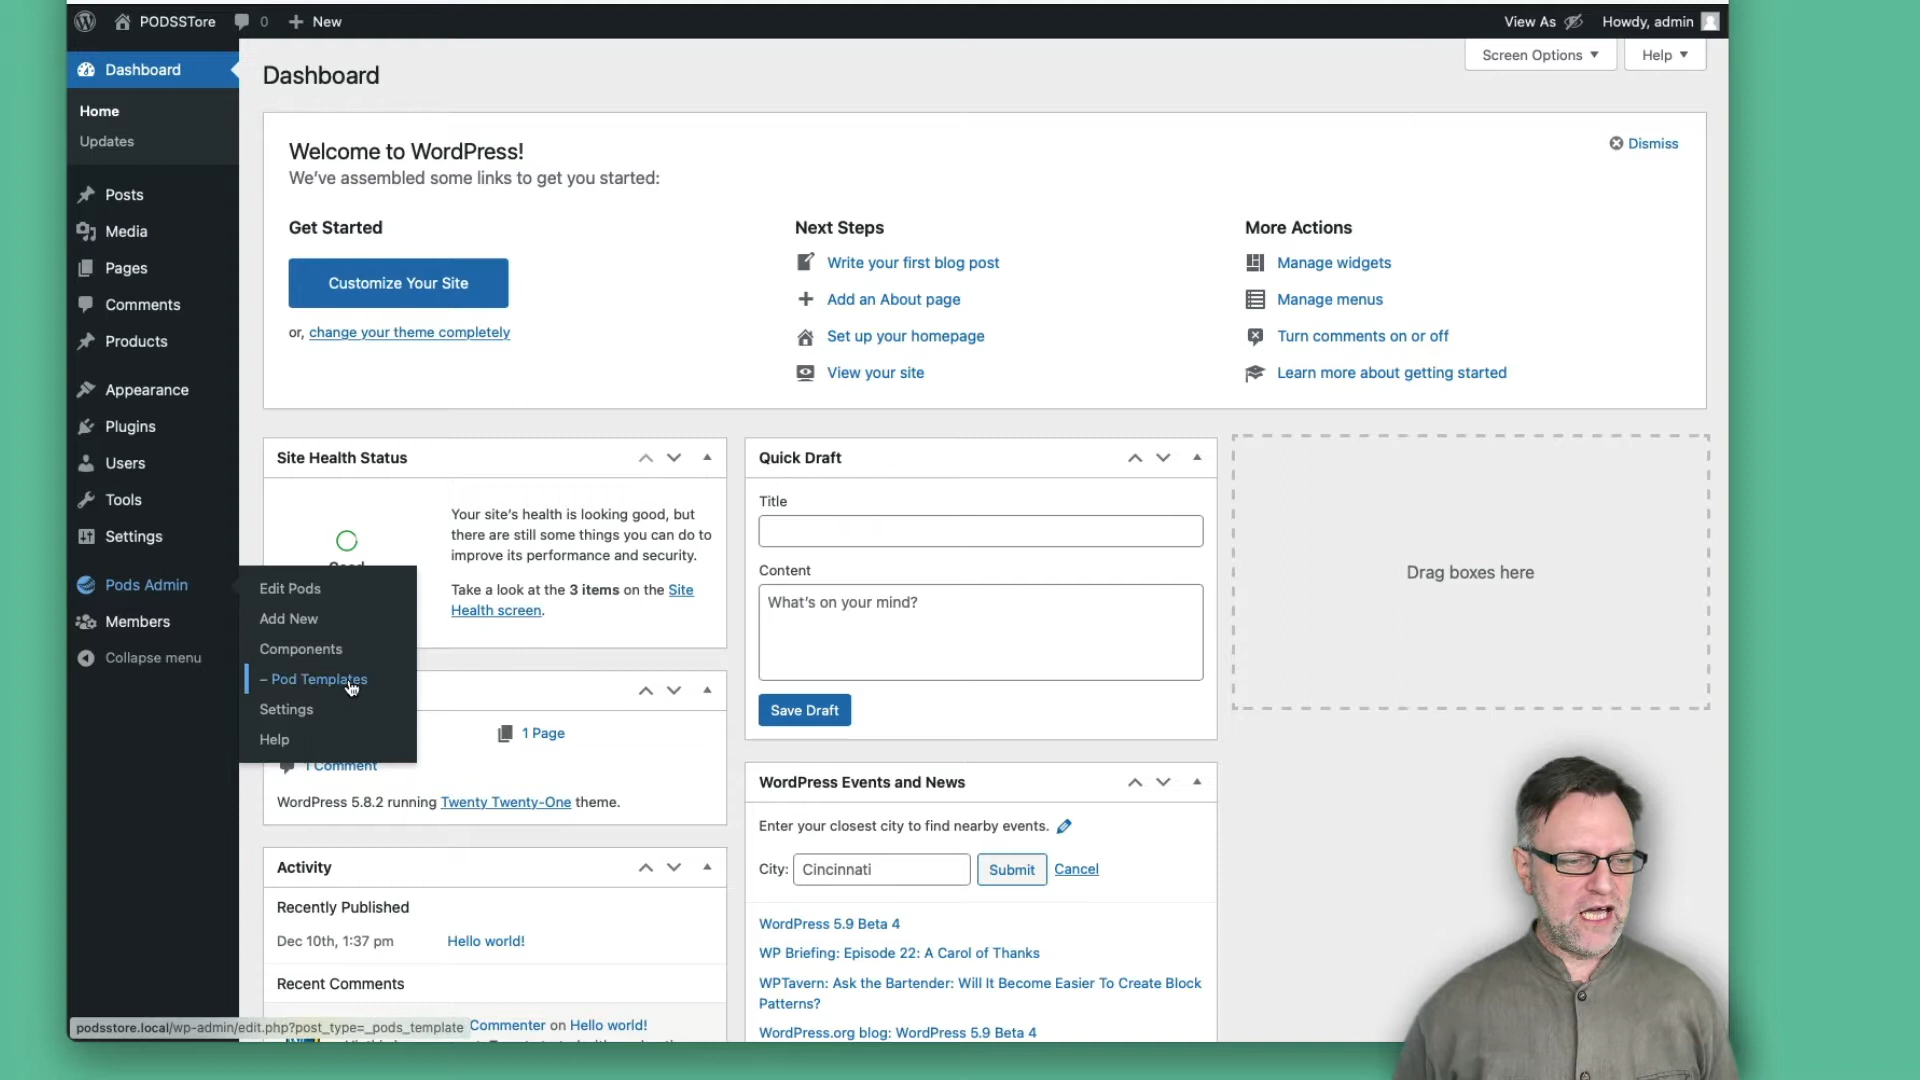 PODSSTore
0
New
View As
Howdy, admin
Dashboard
Home
Updates
Posts
Media
Pages
Comments
Products
Appearance
Plugins
Users
Tools
Settings
Pods Admin
Members
Collapse menu
Edit Pods
Add New
Components
– Pod Templates
Settings
Help
Dashboard
Screen Options
Help
Welcome to WordPress!
We've assembled some links to get you started:
Dismiss
Get Started
Customize Your Site
or, change your theme completely
Next Steps
Write your first blog post
Add an About page
Set up your homepage
View your site
More Actions
Manage widgets
Manage menus
Turn comments on or off
Learn more about getting started
Site Health Status
Your site's health is looking good, but
there are still some things you can do to
improve its performance and security.
Take a look at the 3 items on the Site
Health screen.
1 Page
1 Comment
WordPress 5.8.2 running Twenty Twenty-One theme.
Activity
Recently Published
Dec 10th, 1:37 pm Hello world!
Recent Comments
Commenter on Hello world!
Quick Draft
Title
Content
What's on your mind?
Save Draft
WordPress Events and News
Enter your closest city to find nearby events.
City: Cincinnati Submit Cancel
WordPress 5.9 Beta 4
WP Briefing: Episode 22: A Carol of Thanks
WPTavern: Ask the Bartender: Will It Become Easier To Create Block
Patterns?
WordPress.org blog: WordPress 5.9 Beta 4
Drag boxes here
podsstore.local/wp-admin/edit.php?post_type=_pods_template